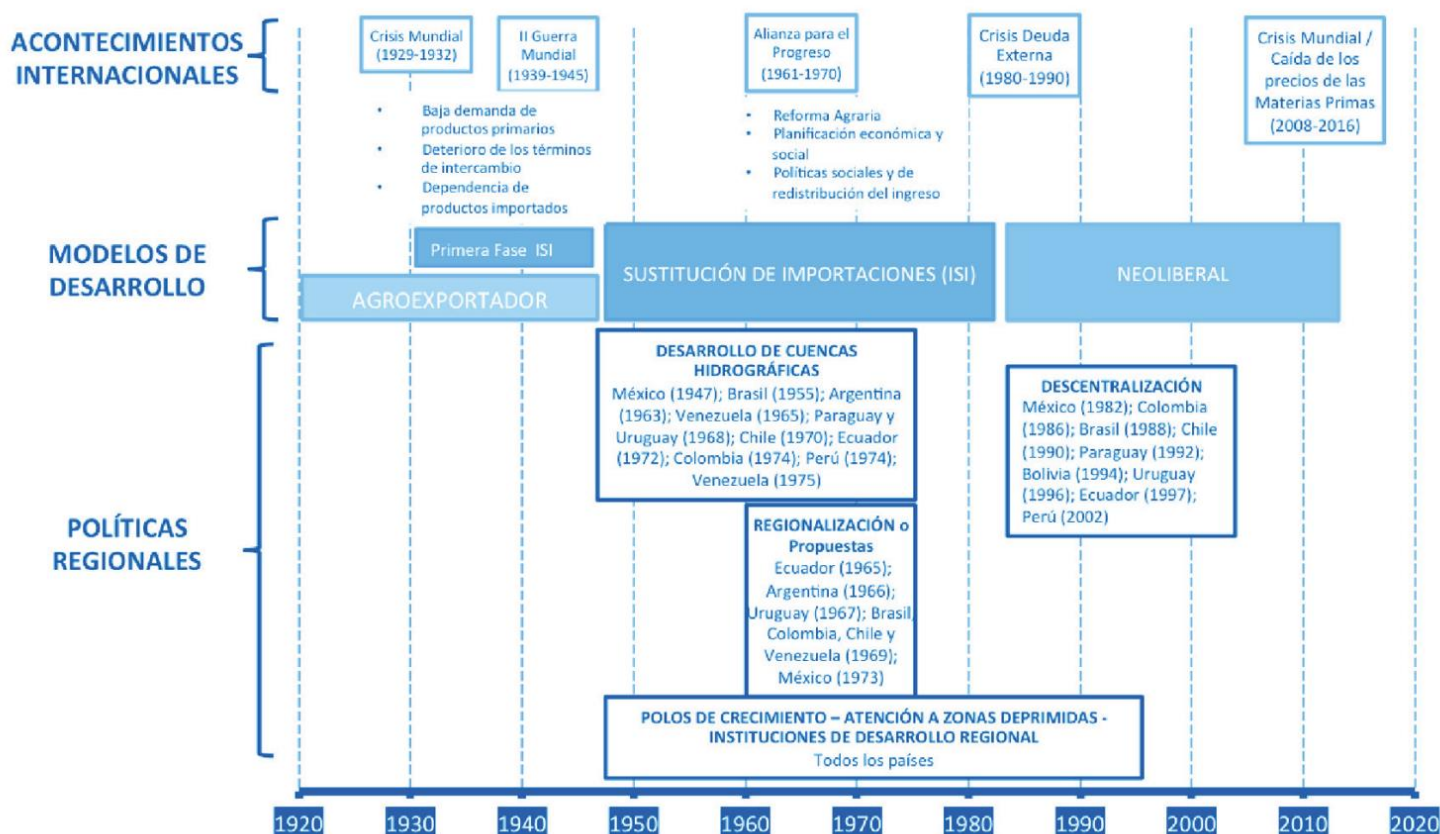 ACONTECIMIENTOS
INTERNACIONALES
Crisis Mundial
(1929-1932)
II Guerra
Mundial
(1939-1945)
Alianza para el
Progreso
(1961-1970)
Crisis Deuda
Externa
(1980-1990)
Crisis Mundial /
Caída de los
precios de las
Materias Primas
(2008-2016)
• Baja demanda de
productos primarios
• Deterioro de los términos
de intercambio
• Dependencia de
productos importados
• Reforma Agraria
• Planificación económica y
social
• Políticas sociales y de
redistribución del ingreso
MODELOS DE
DESARROLLO
Primera Fase ISI
AGROEXPORTADOR
SUSTITUCIÓN DE IMPORTACIONES (ISI)
NEOLIBERAL
POLÍTICAS
REGIONALES
DESARROLLO DE CUENCAS
HIDROGRÁFICAS
México (1947); Brasil (1955); Argentina
(1963); Venezuela (1965); Paraguay y
Uruguay (1968); Chile (1970); Ecuador
(1972); Colombia (1974); Perú (1974);
Venezuela (1975)
DESCENTRALIZACIÓN
México (1982); Colombia
(1986); Brasil (1988); Chile
(1990); Paraguay (1992);
Bolivia (1994); Uruguay
(1996); Ecuador (1997);
Perú (2002)
REGIONALIZACIÓN o
Propuestas
Ecuador (1965);
Argentina (1966);
Uruguay (1967); Brasil,
Colombia, Chile y
Venezuela (1969);
México (1973)
POLOS DE CRECIMIENTO – ATENCIÓN A ZONAS DEPRIMIDAS -
INSTITUCIONES DE DESARROLLO REGIONAL
Todos los países
1920 1930 1940 1950 1960 1970 1980 1990 2000 2010 2020